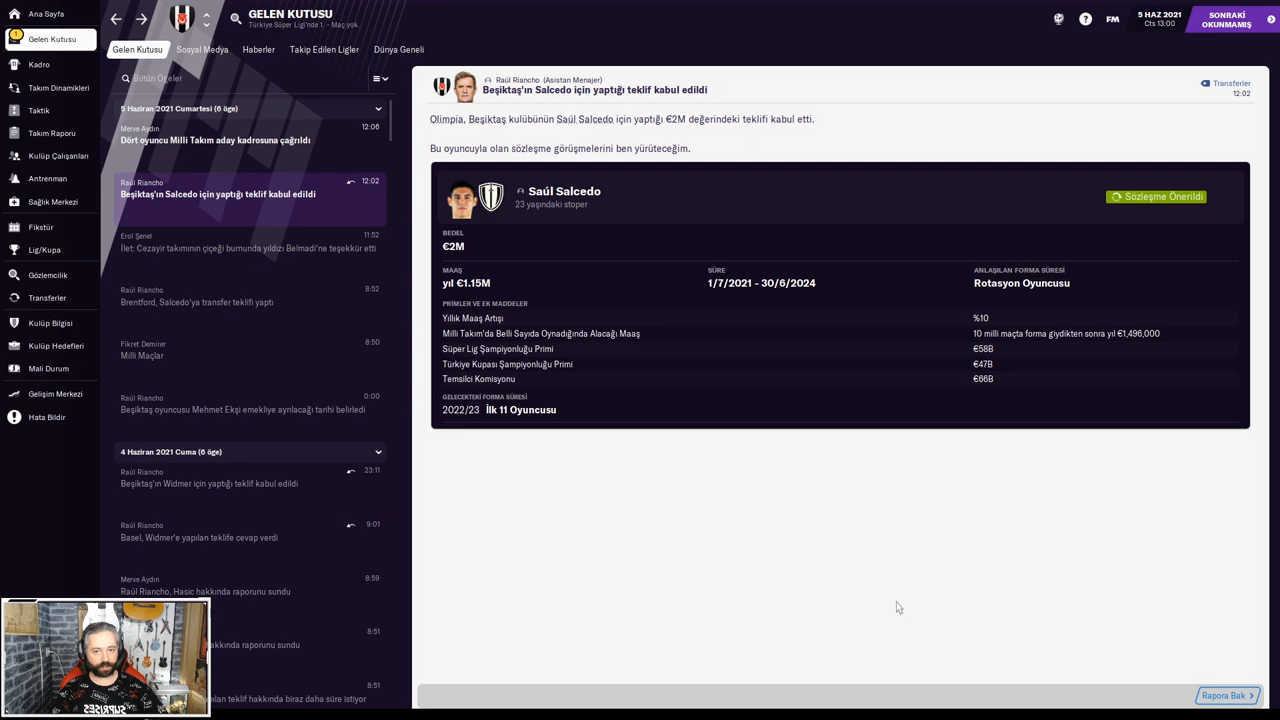 Ana Sayfa
1
Gelen Kutusu
Kadro
Takım Dinamikleri
Taktik
Takım Raporu
Kulüp Çalışanları
Antrenman
Sağlık Merkezi
Fikstür
Lig/Kupa
Gözlemcilik
Transferler
Kulüp Bilgisi
Kulüp Hedefleri
Mali Durum
Gelişim Merkezi
Hata Bildir
GELEN KUTUSU
Türkiye Süper Ligi'nde 1. - Maç yok.
?
FM
5 HAZ 2021
Cts 13:00
SONRAKİ
OKUNMAMIŞ
Gelen Kutusu
Sosyal Medya
Haberler
Takip Edilen Ligler
Dünya Geneli
Bütün Ögeler
5 Haziran 2021 Cumartesi (6 öge)
Merve Aydın 12:06
Dört oyuncu Milli Takım aday kadrosuna çağrıldı
Raúl Riancho 12:02
Beşiktaş'ın Salcedo için yaptığı teklif kabul edildi
Erol Şenel 11:52
İlet: Cezayir takımının çiçeği burnunda yıldızı Belmadi'ne teşekkür etti
Raúl Riancho 8:52
Brentford, Salcedo'ya transfer teklifi yaptı
Fikret Demirer 8:50
Milli Maçlar
Raúl Riancho 0:00
Beşiktaş oyuncusu Mehmet Ekşi emekliye ayrılacağı tarihi belirledi
4 Haziran 2021 Cuma (6 öge)
Raúl Riancho 23:11
Beşiktaş'ın Widmer için yaptığı teklif kabul edildi
Raúl Riancho 9:01
Basel, Widmer'e yapılan teklife cevap verdi
Merve Aydın 8:59
Raúl Riancho, Hasic hakkında raporunu sundu
8:51
hakkında raporunu sundu
8:51
teklif hakkında biraz daha süre istiyor
Raúl Riancho (Asistan Menajer)
Beşiktaş'ın Salcedo için yaptığı teklif kabul edildi
Transferler
12:02
Olimpia, Beşiktaş kulübünün Saúl Salcedo için yaptığı €2M değerindeki teklifi kabul etti.
Bu oyuncuyla olan sözleşme görüşmelerini ben yürüteceğim.
Saúl Salcedo
23 yaşındaki stoper
Sözleşme Önerildi
BEDEL
€2M
MAAŞ
yıl €1.15M
SÜRE
1/7/2021 - 30/6/2024
ANLAŞILAN FORMA SÜRESİ
Rotasyon Oyuncusu
PRİMLER VE EK MADDELER
Yıllık Maaş Artışı %10
Milli Takım'da Belli Sayıda Oynadığında Alacağı Maaş 10 milli maçta forma giydikten sonra yıl €1,496,000
Süper Lig Şampiyonluğu Primi €58B
Türkiye Kupası Şampiyonluğu Primi €47B
Temsilci Komisyonu €66B
GELECEKTEKİ FORMA SÜRESİ
2022/23 İlk 11 Oyuncusu
Rapora Bak